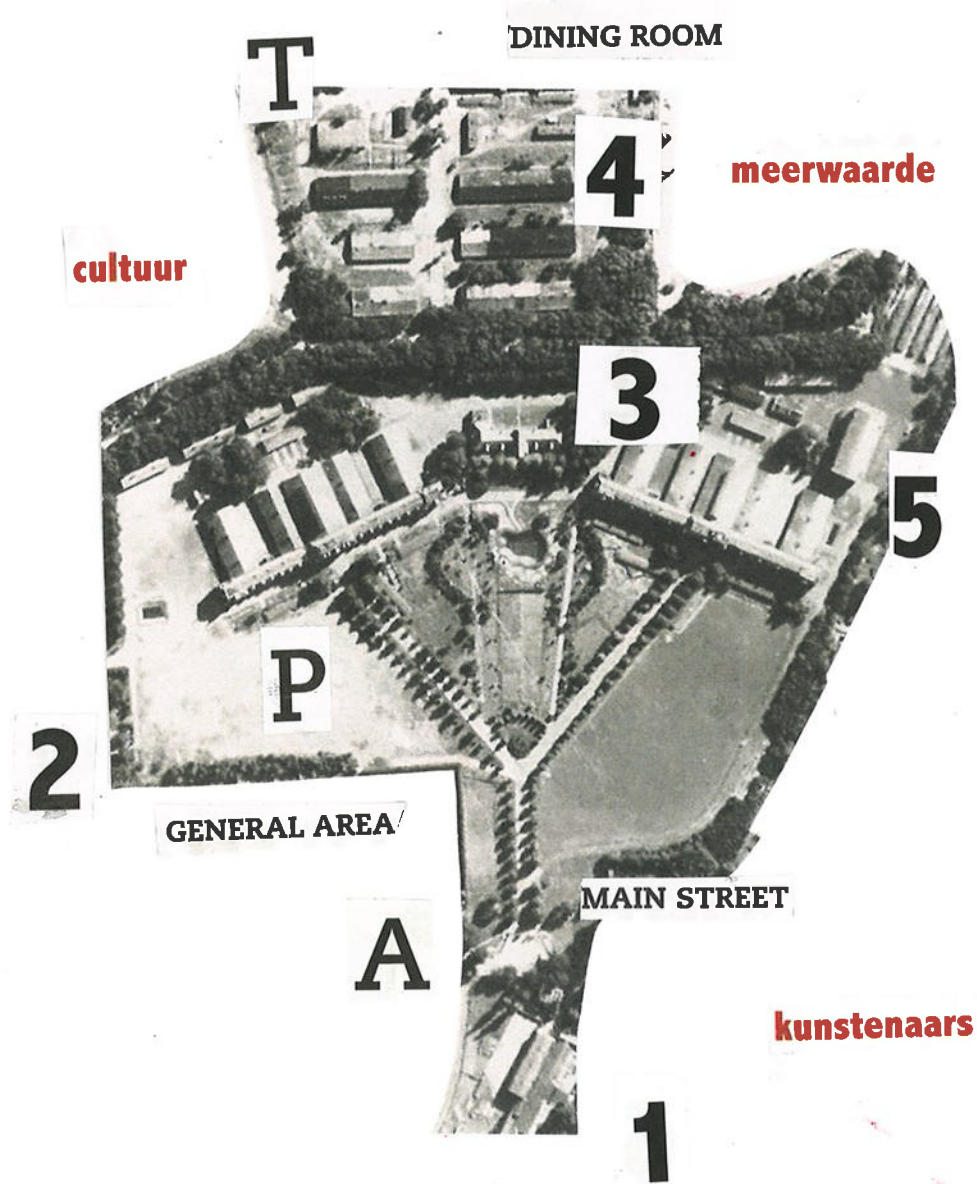 DINING ROOM
T
4
meerwaarde
cultuur
3
5
P
2
GENERAL AREA
MAIN STREET
A
kunstenaars
1